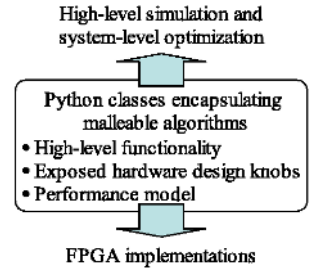 High-level simulation and
system-level optimization
Python classes encapsulating
malleable algorithms
• High-level functionality
• Exposed hardware design knobs
• Performance model
FPGA implementations